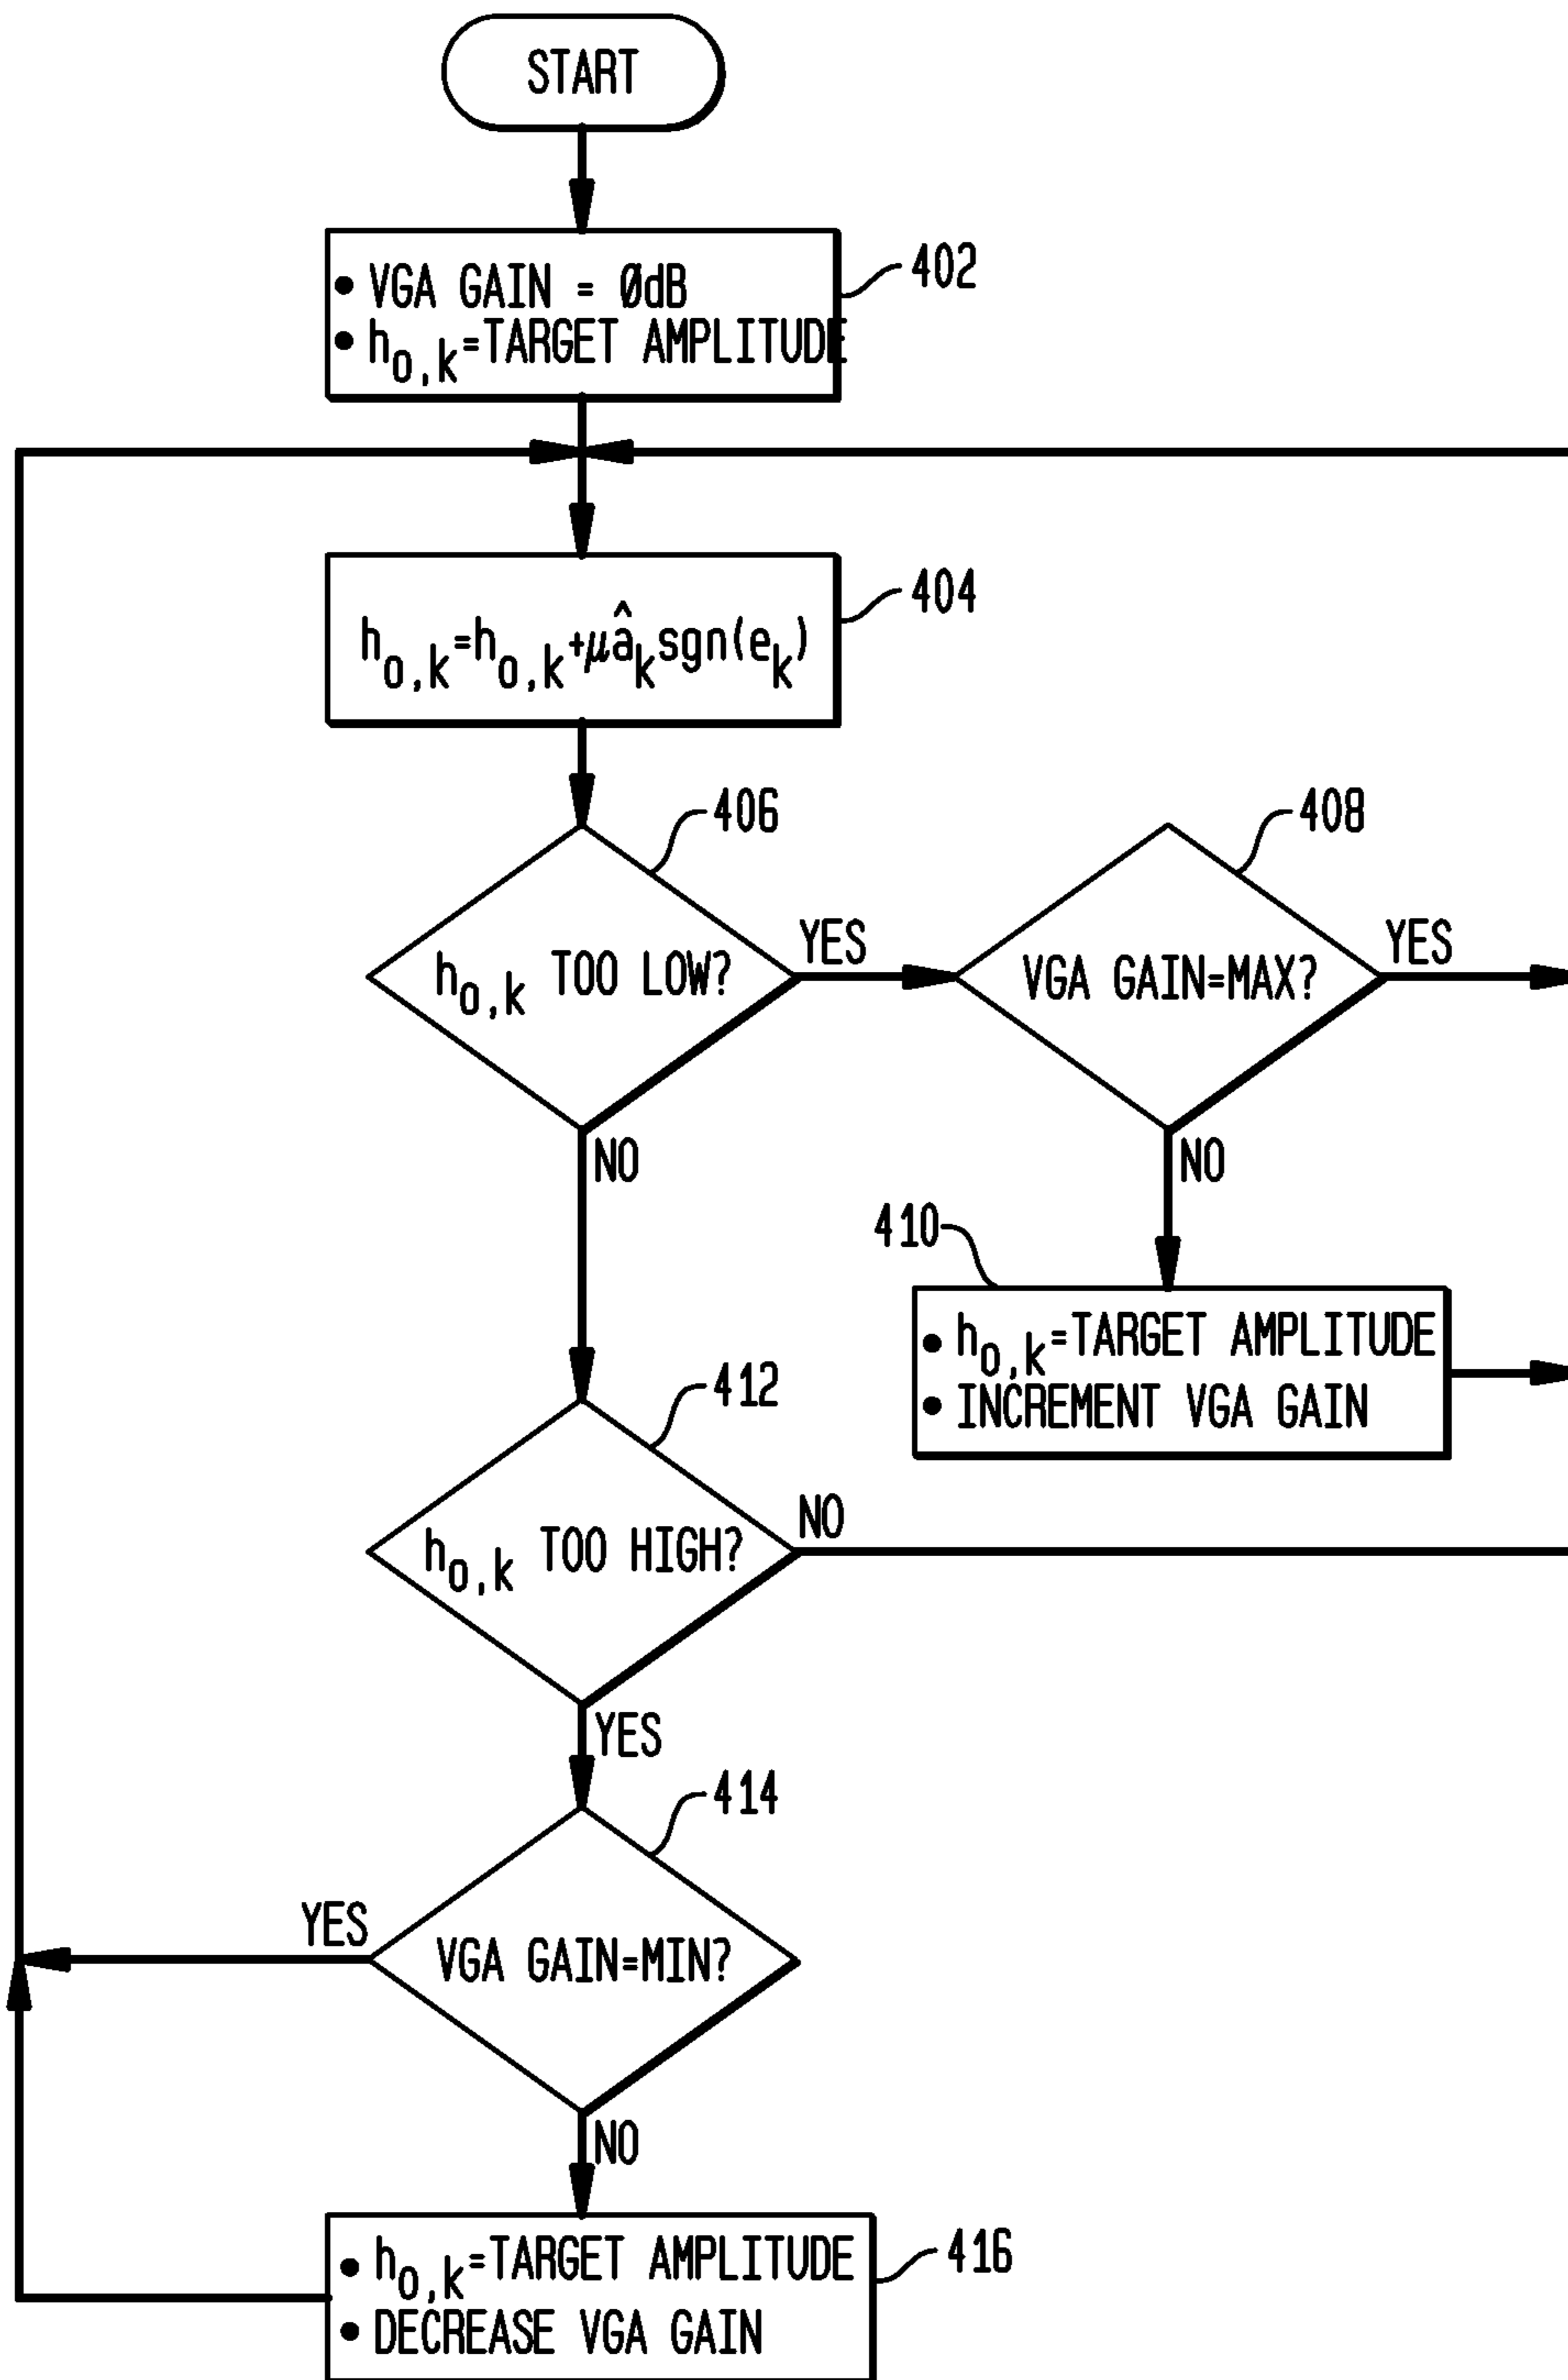 START
• VGA GAIN = 0dB
• h₀,k=TARGET AMPLITUDE
402
h₀,k=h₀,k+μâₖsgn(eₖ)
404
406
h₀,k TOO LOW?
YES
NO
408
VGA GAIN=MAX?
YES
NO
410
• h₀,k=TARGET AMPLITUDE
• INCREMENT VGA GAIN
412
h₀,k TOO HIGH?
NO
YES
414
VGA GAIN=MIN?
YES
NO
• h₀,k=TARGET AMPLITUDE
• DECREASE VGA GAIN
416